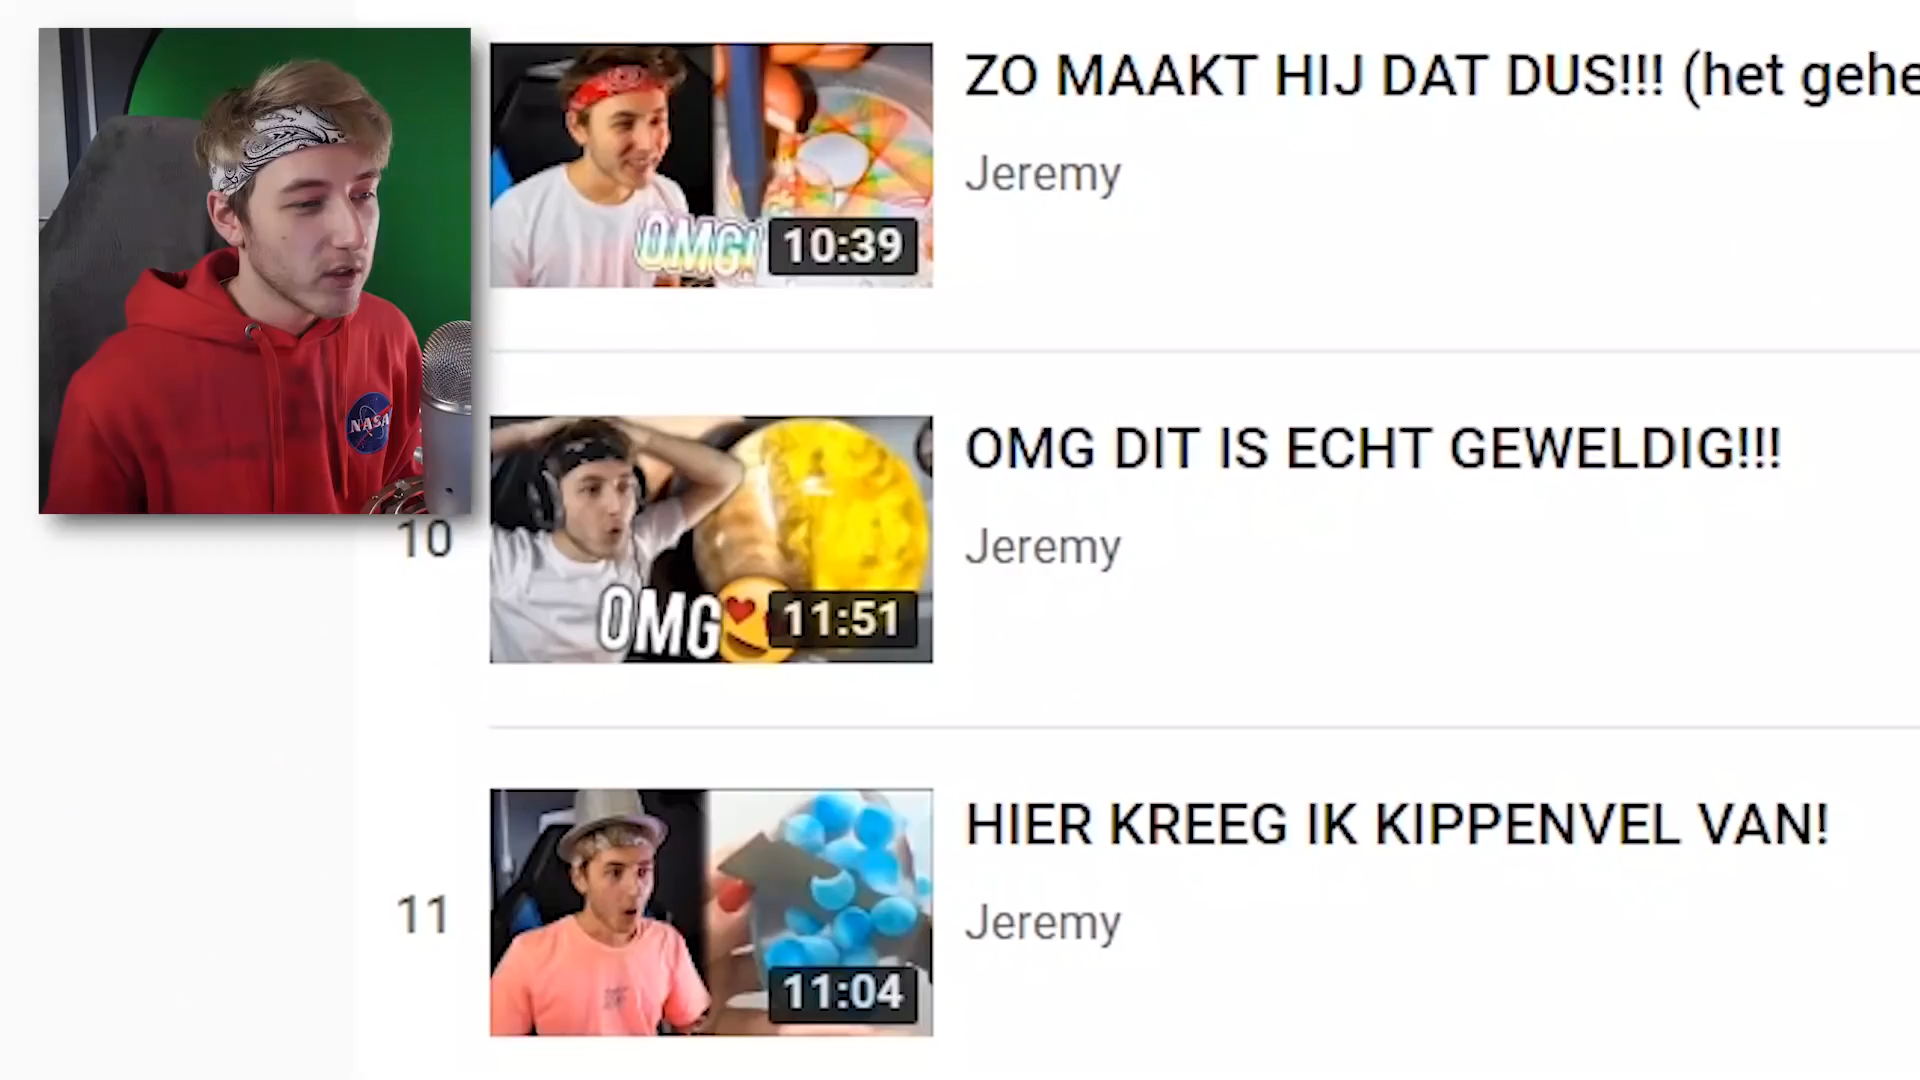 ZO MAAKT HIJ DAT DUS!!! (het gehe
Jeremy
OMG!
10:39
NASA
10
OMG DIT IS ECHT GEWELDIG!!!
Jeremy
OMG
11:51
11
HIER KREEG IK KIPPENVEL VAN!
Jeremy
11:04